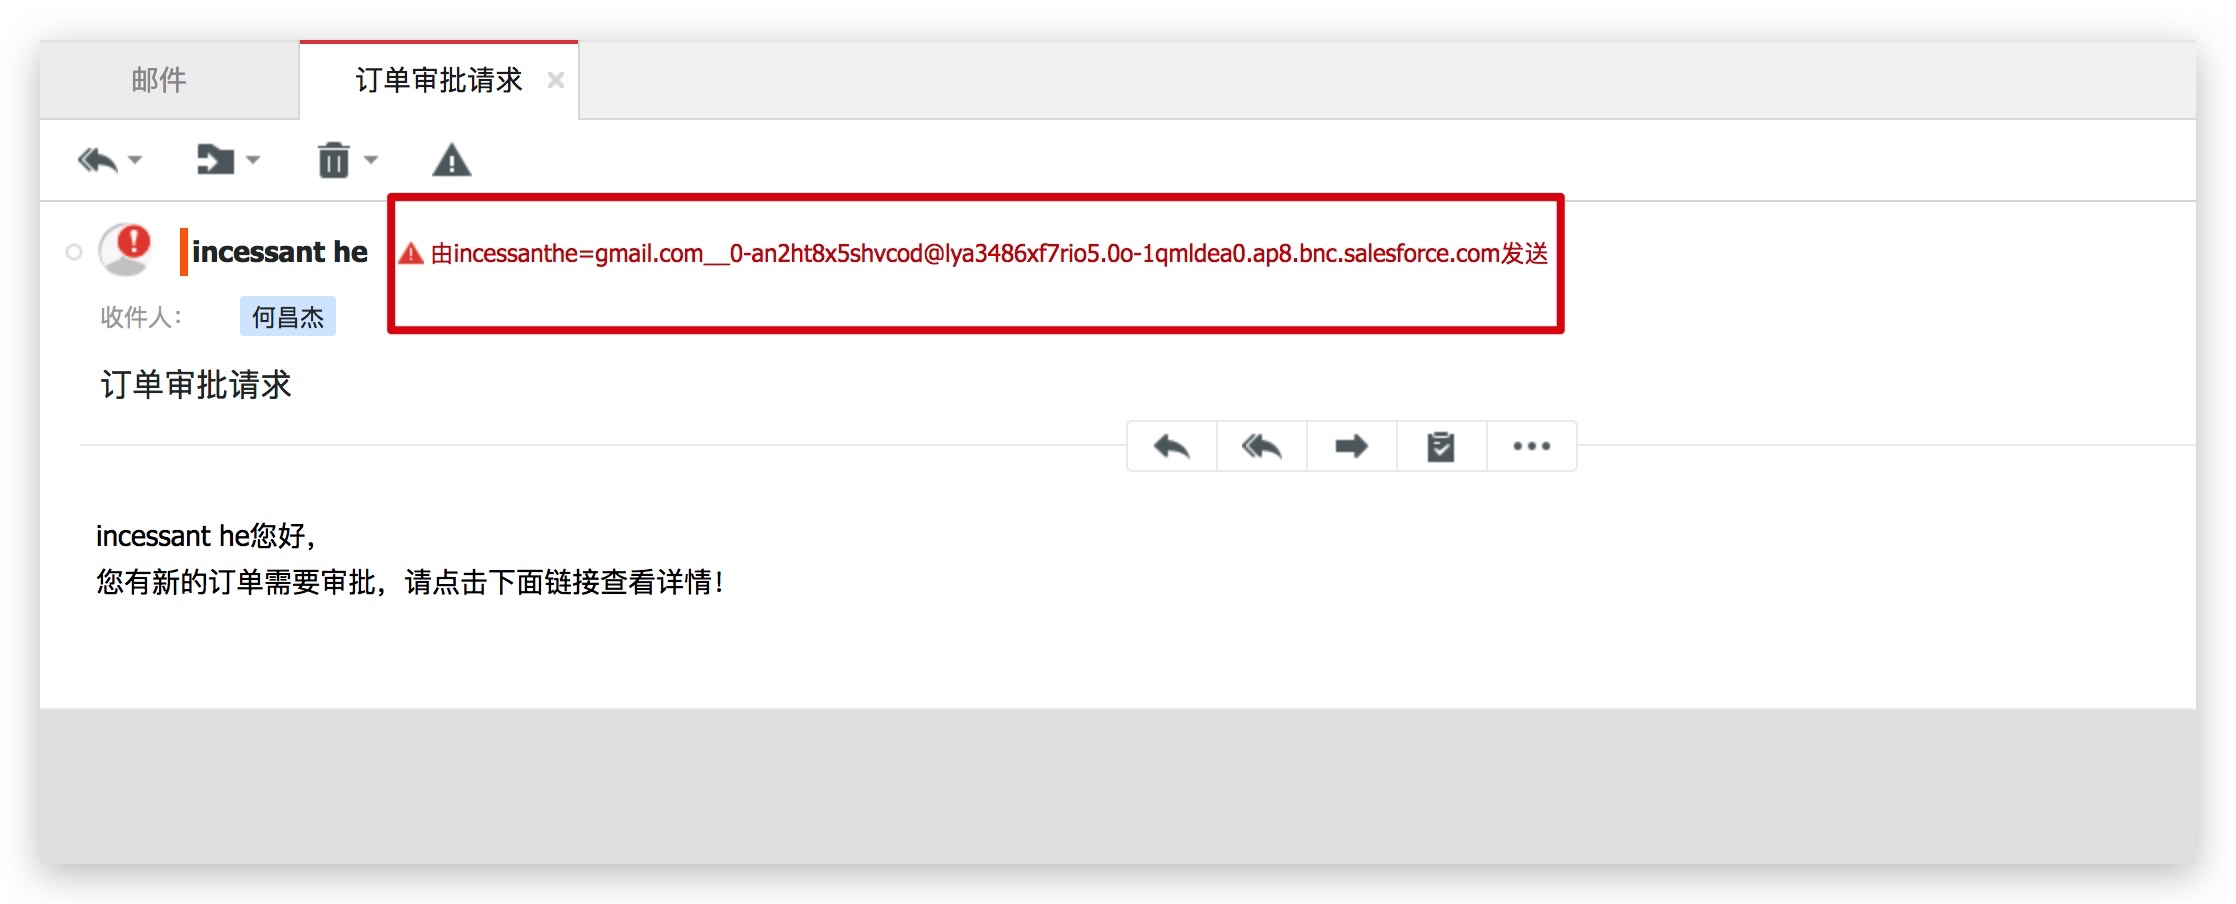 邮件
订单审批请求
incessant he
由incessanthe=gmail.com__0-an2ht8x5shvcod@lya3486xf7rio5.0o-1qmldea0.ap8.bnc.salesforce.com发送
收件人：
何昌杰
订单审批请求
incessant he您好，
您有新的订单需要审批，请点击下面链接查看详情！